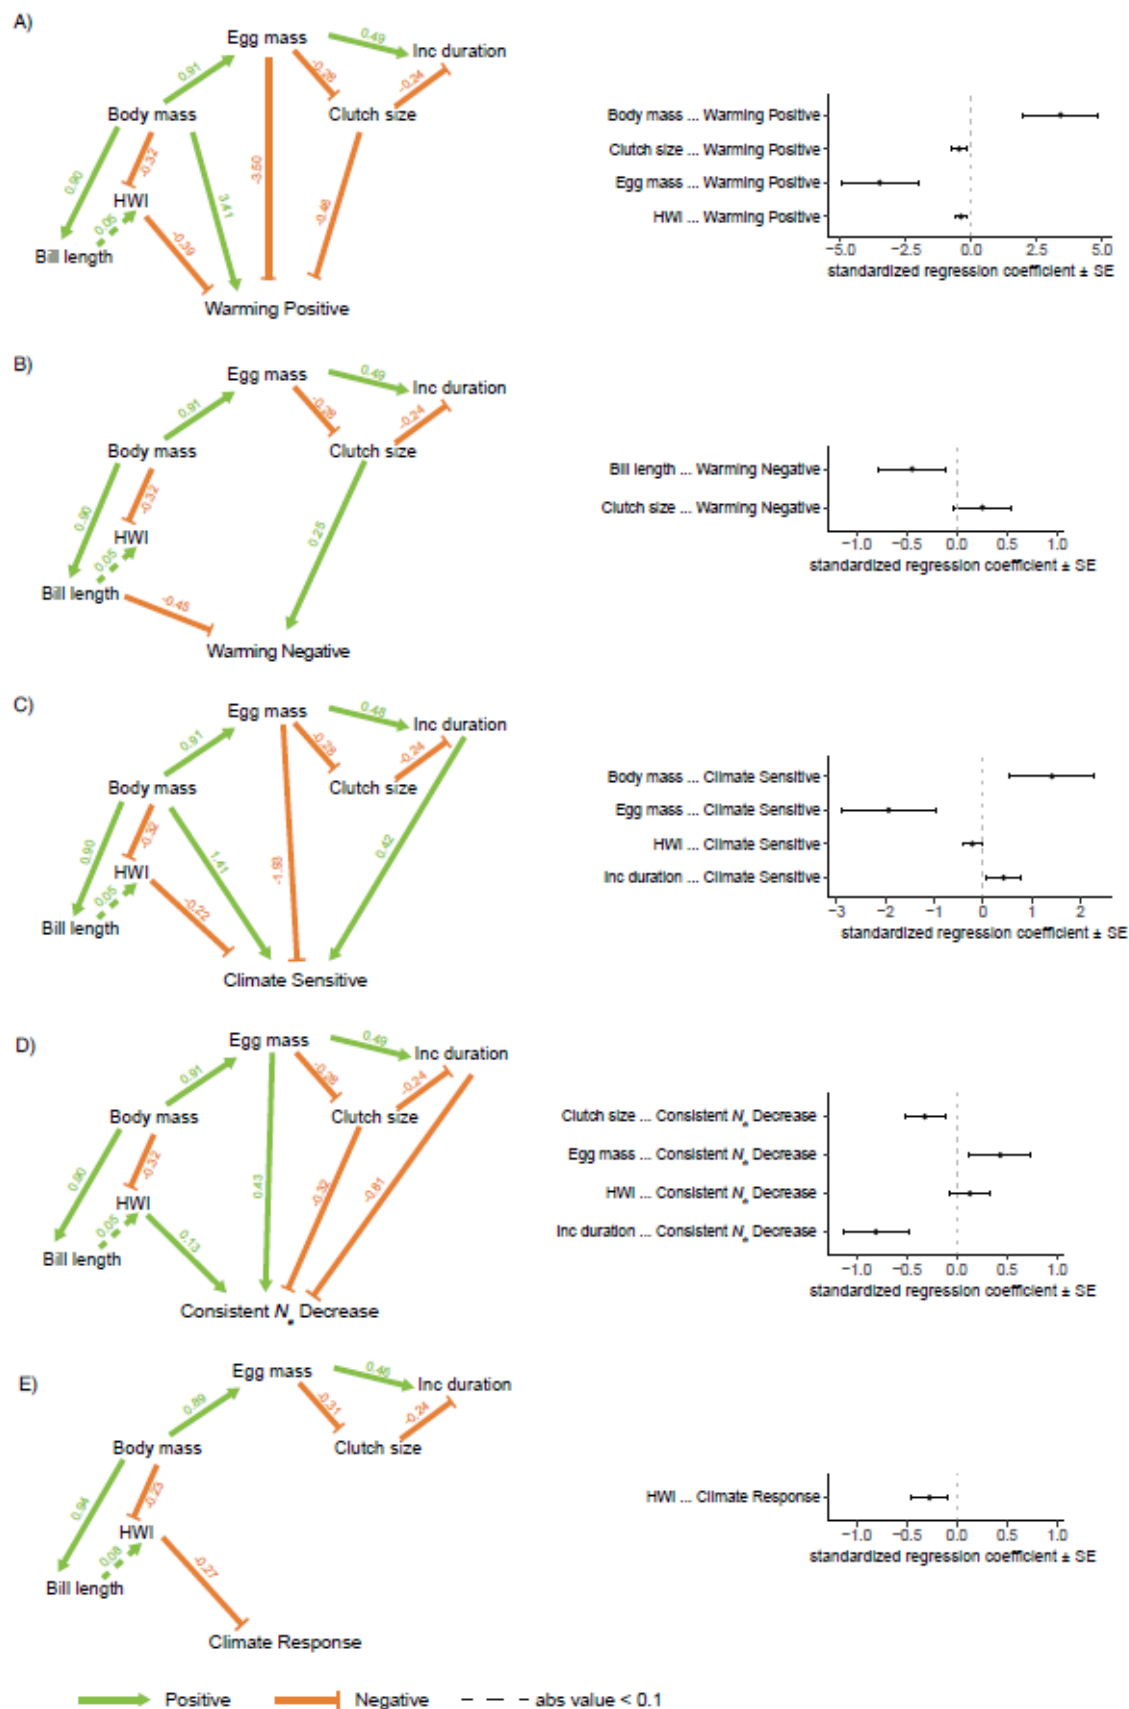 A)
Egg mass
0.49
Inc duration
0.91
-0.28
-0.24
Body mass
Clutch size
0.90
-0.32
HWI
0.05
Bill length
3.41
-3.50
-0.46
-0.39
Warming Positive
Body mass ... Warming Positive
Clutch size ... Warming Positive
Egg mass ... Warming Positive
HWI ... Warming Positive
−5.0 −2.5 0.0 2.5 5.0
standardized regression coefficient ± SE
B)
Egg mass
0.49
Inc duration
0.91
-0.28
-0.24
Body mass
Clutch size
0.90
-0.32
HWI
0.05
Bill length
0.25
-0.45
Warming Negative
Bill length ... Warming Negative
Clutch size ... Warming Negative
−1.0 −0.5 0.0 0.5 1.0
standardized regression coefficient ± SE
C)
Egg mass
0.48
Inc duration
0.91
-0.28
-0.24
Body mass
Clutch size
0.90
-0.32
HWI
0.05
Bill length
1.41
-1.93
0.42
-0.22
Climate Sensitive
Body mass ... Climate Sensitive
Egg mass ... Climate Sensitive
HWI ... Climate Sensitive
Inc duration ... Climate Sensitive
−3 −2 −1 0 1 2
standardized regression coefficient ± SE
D)
Egg mass
0.49
Inc duration
0.91
-0.28
-0.24
Body mass
Clutch size
0.90
-0.32
HWI
0.05
Bill length
0.43
-0.32
-0.81
0.13
Consistent Ne Decrease
Clutch size ... Consistent Ne Decrease
Egg mass ... Consistent Ne Decrease
HWI ... Consistent Ne Decrease
Inc duration ... Consistent Ne Decrease
−1.0 −0.5 0.0 0.5 1.0
standardized regression coefficient ± SE
E)
Egg mass
0.46
Inc duration
0.89
-0.31
-0.24
Body mass
Clutch size
0.94
-0.23
HWI
0.08
Bill length
-0.27
Climate Response
HWI ... Climate Response
−1.0 −0.5 0.0 0.5 1.0
standardized regression coefficient ± SE
Positive Negative abs value < 0.1